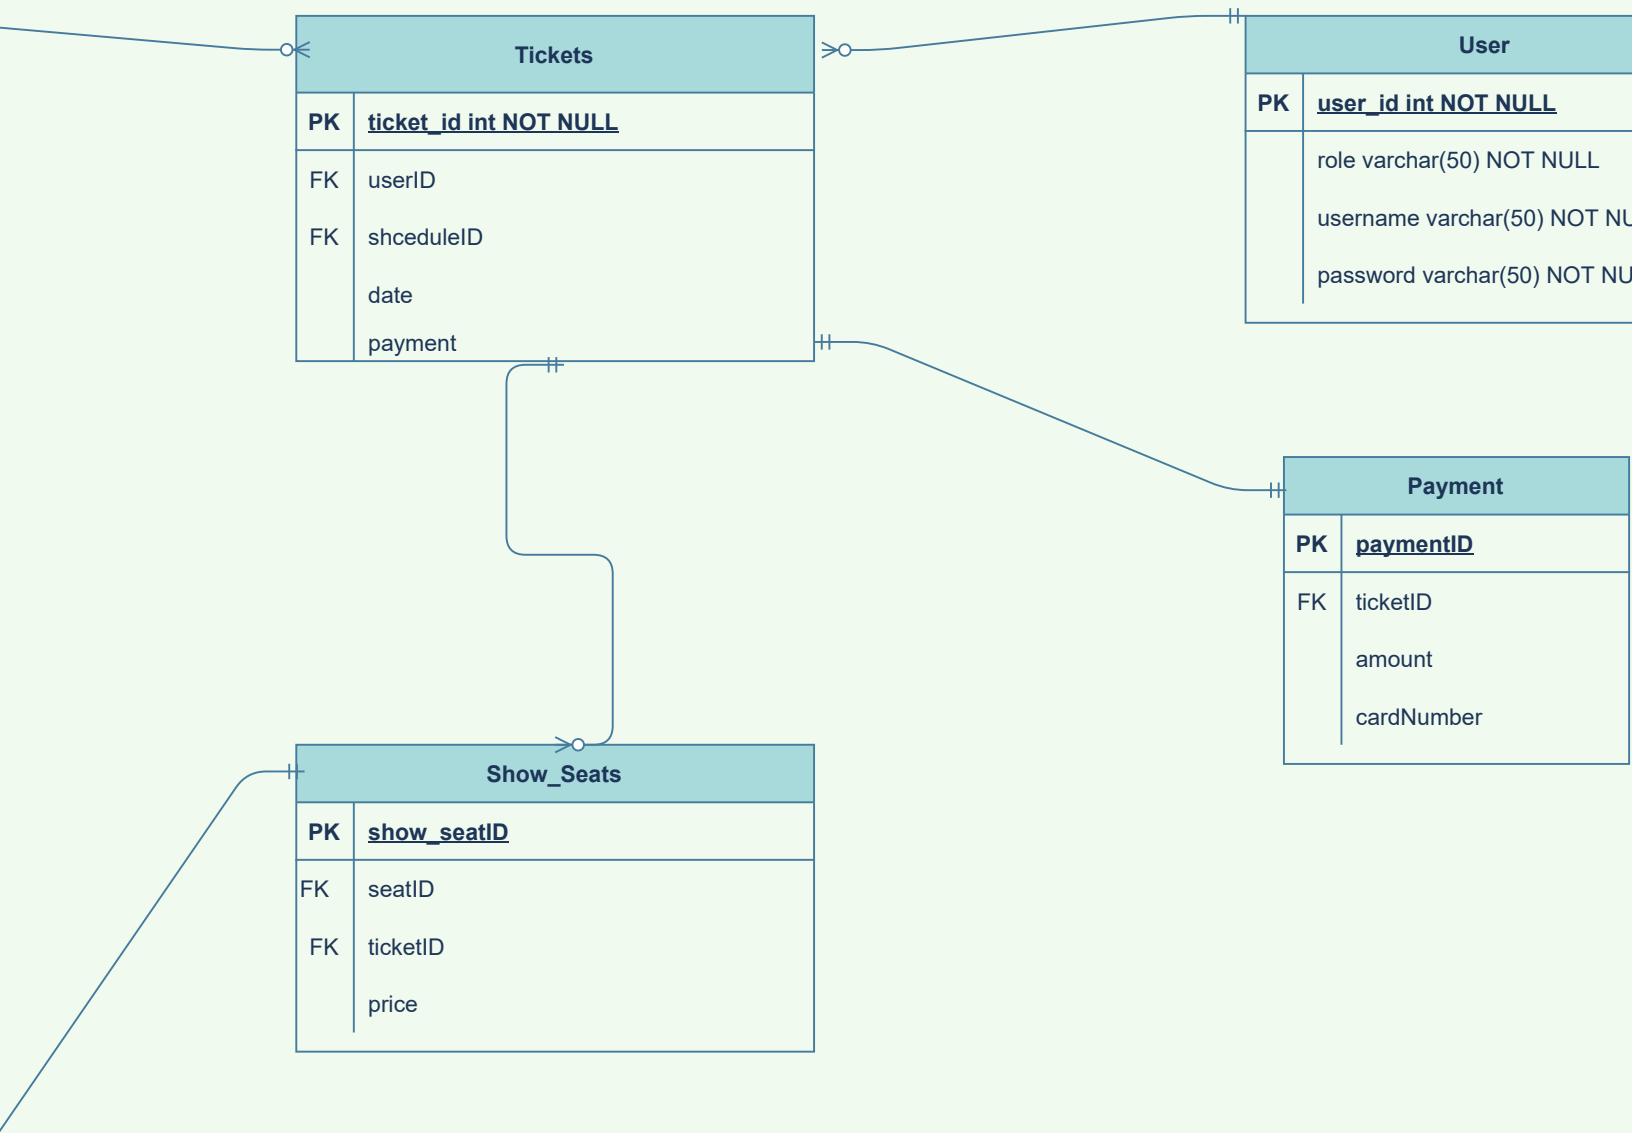 Tickets
PK ticket_id int NOT NULL
FK userID
FK shceduleID
date
payment
User
PK user_id int NOT NULL
role varchar(50) NOT NULL
username varchar(50) NOT NU
password varchar(50) NOT NU
Payment
PK paymentID
FK ticketID
amount
cardNumber
Show_Seats
PK show_seatID
FK seatID
FK ticketID
price